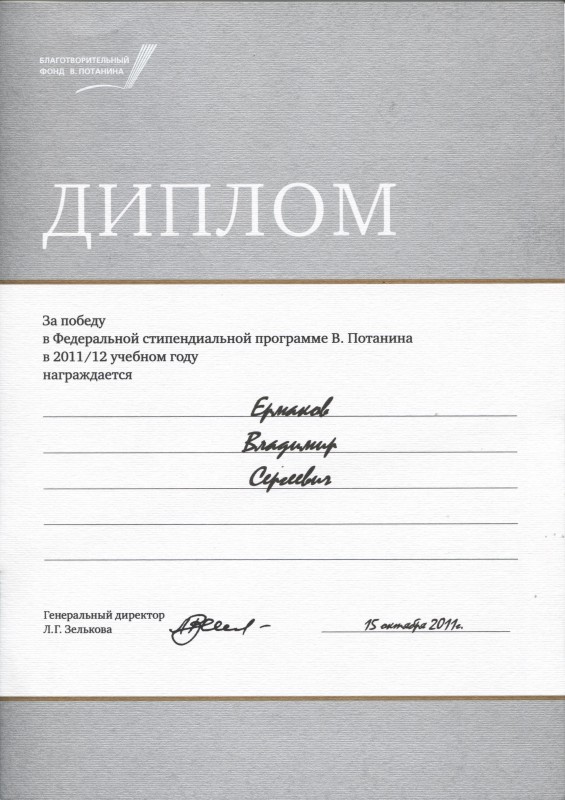 БЛАГОТВОРИТЕЛЬНЫЙ
ФОНД В. ПОТАНИНА
ДИПЛОМ
За победу
в Федеральной стипендиальной программе В. Потанина
в 2011/12 учебном году
награждается
Ермаков
Владимир
Сергеевич
Генеральный директор
Л.Г. Зелькова
15 октября 2011г.